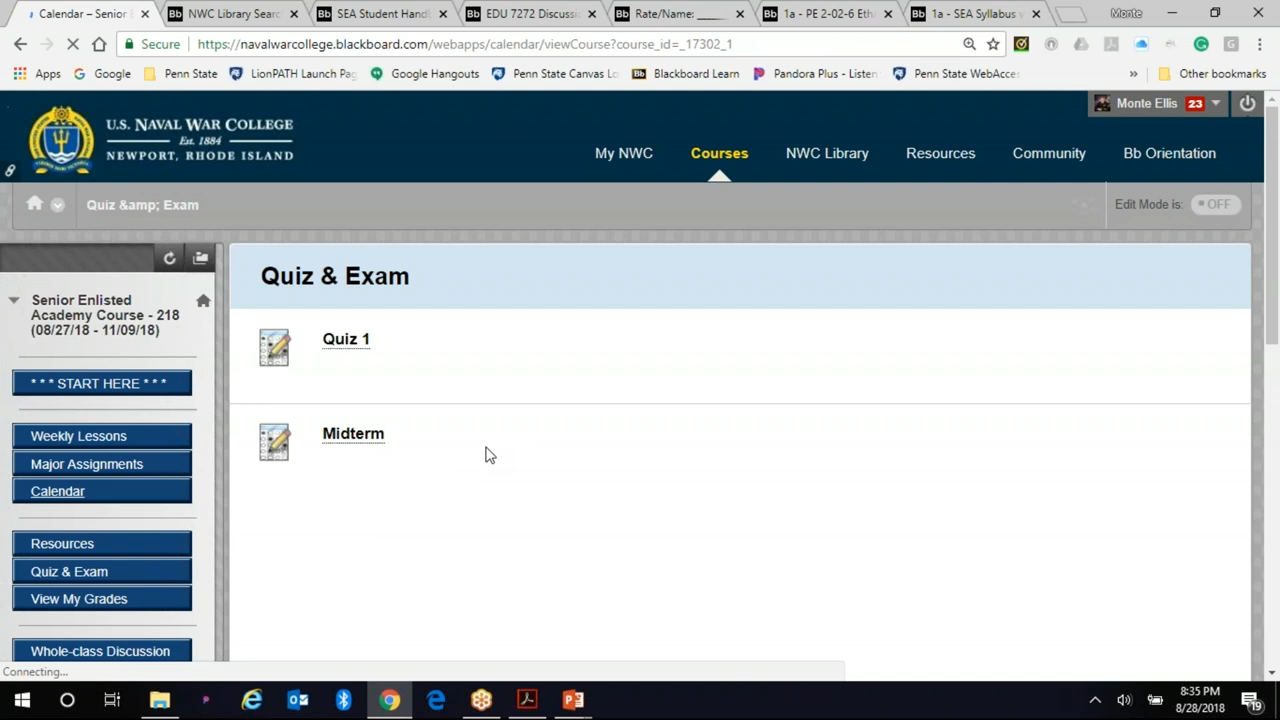 Calendar – Senior E
NWC Library Searc
SEA Student Handl
EDU 7272 Discussi
Rate/Name: ______
1a - PE 2-02-6 Eth
1a - SEA Syllabus v
Monte
Secure https://navalwarcollege.blackboard.com/webapps/calendar/viewCourse?course_id=_17302_1
Apps Google Penn State LionPATH Launch Pag Google Hangouts Penn State Canvas Lo Blackboard Learn Pandora Plus - Listen Penn State WebAcces » Other bookmarks
Monte Ellis 23
U.S. NAVAL WAR COLLEGE
Est. 1884
NEWPORT, RHODE ISLAND
My NWC Courses NWC Library Resources Community Bb Orientation
Quiz &amp; Exam
Edit Mode is: OFF
Senior Enlisted
Academy Course - 218
(08/27/18 - 11/09/18)
* * * START HERE * * *
Weekly Lessons
Major Assignments
Calendar
Resources
Quiz & Exam
View My Grades
Whole-class Discussion
Quiz & Exam
Quiz 1
Midterm
Connecting...
8:35 PM
8/28/2018
19